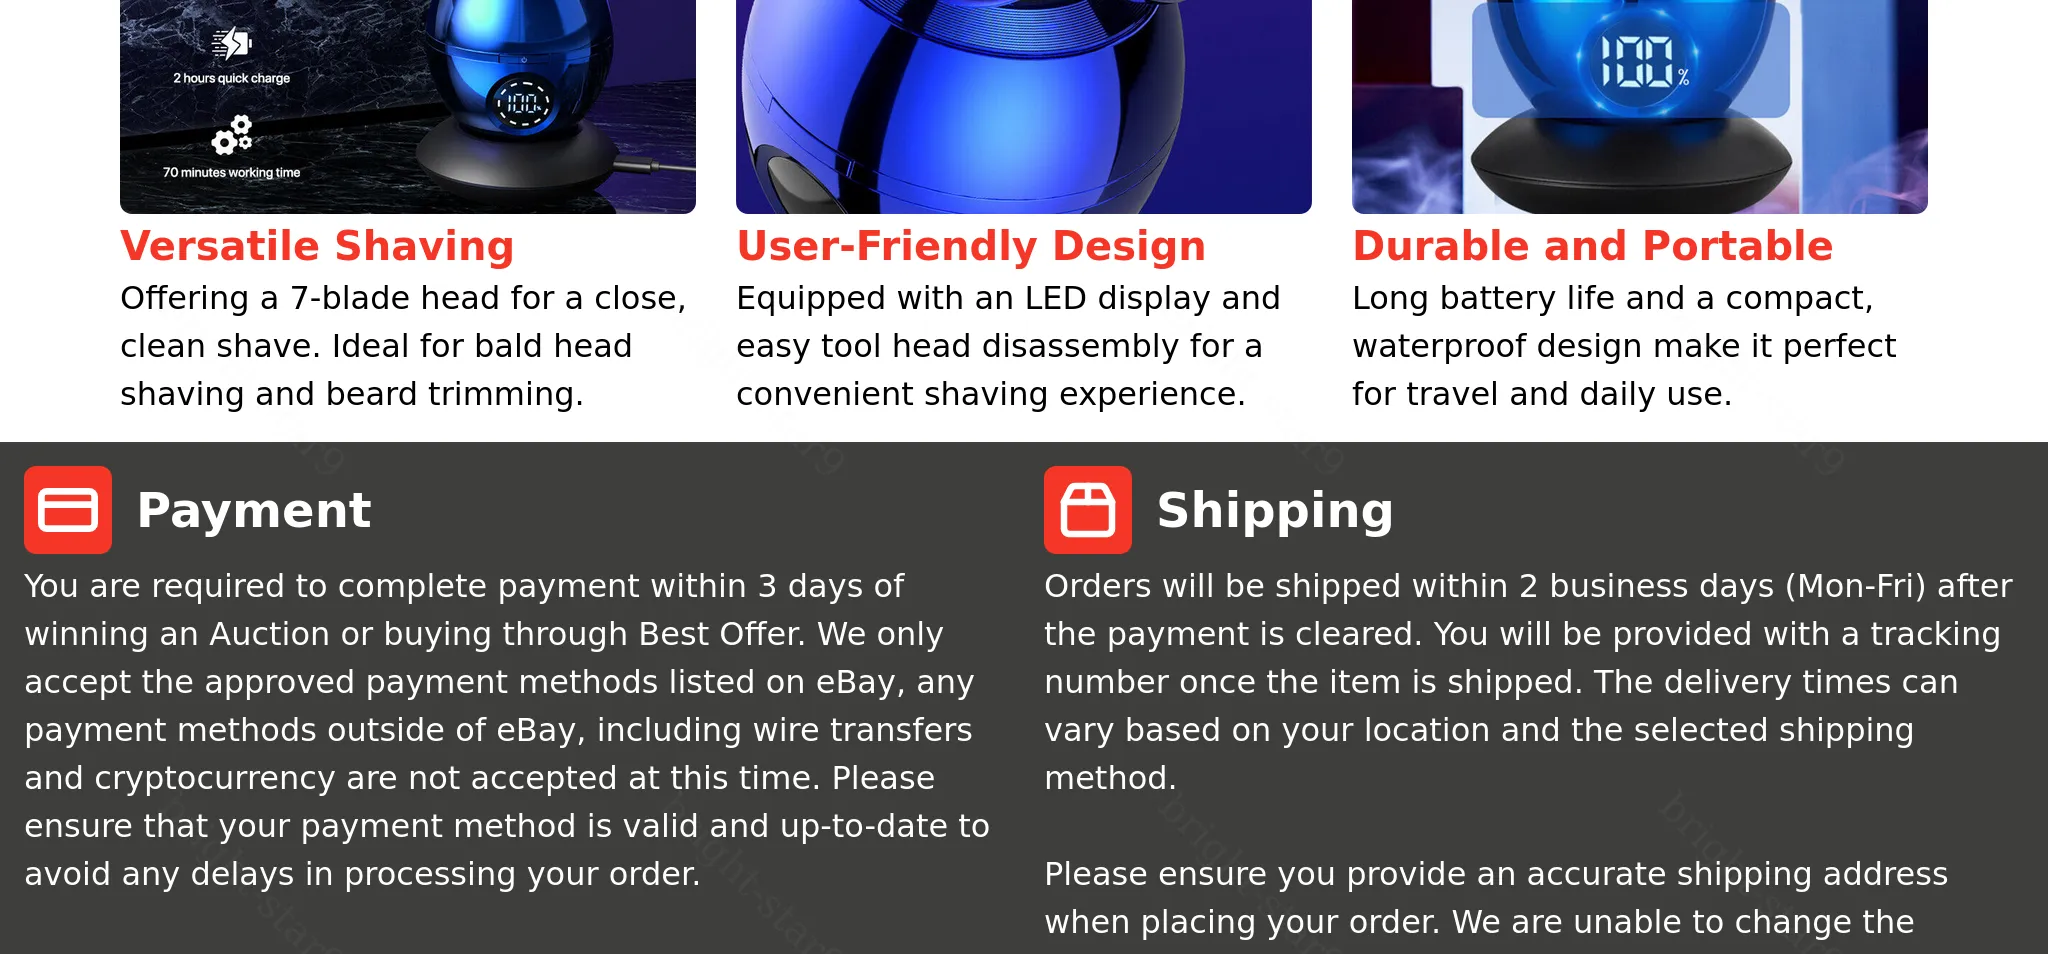 2 hours quick charge
70 minutes working time
100%
100%
Versatile Shaving
Offering a 7-blade head for a close,
clean shave. Ideal for bald head
shaving and beard trimming.
User-Friendly Design
Equipped with an LED display and
easy tool head disassembly for a
convenient shaving experience.
Durable and Portable
Long battery life and a compact,
waterproof design make it perfect
for travel and daily use.
Payment
You are required to complete payment within 3 days of
winning an Auction or buying through Best Offer. We only
accept the approved payment methods listed on eBay, any
payment methods outside of eBay, including wire transfers
and cryptocurrency are not accepted at this time. Please
ensure that your payment method is valid and up-to-date to
avoid any delays in processing your order.
Shipping
Orders will be shipped within 2 business days (Mon-Fri) after
the payment is cleared. You will be provided with a tracking
number once the item is shipped. The delivery times can
vary based on your location and the selected shipping
method.
Please ensure you provide an accurate shipping address
when placing your order. We are unable to change the